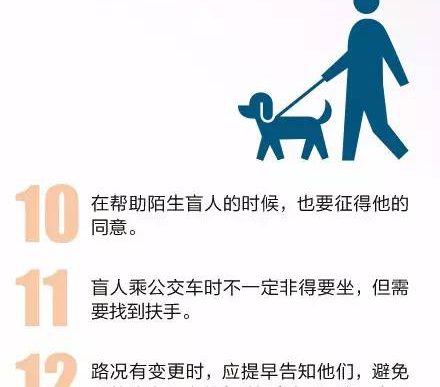 10
在帮助陌生盲人的时候，也要征得他的
同意。
11
盲人乘公交车时不一定非得要坐，但需
要找到扶手。
12
路况有变更时，应提早告知他们，避免